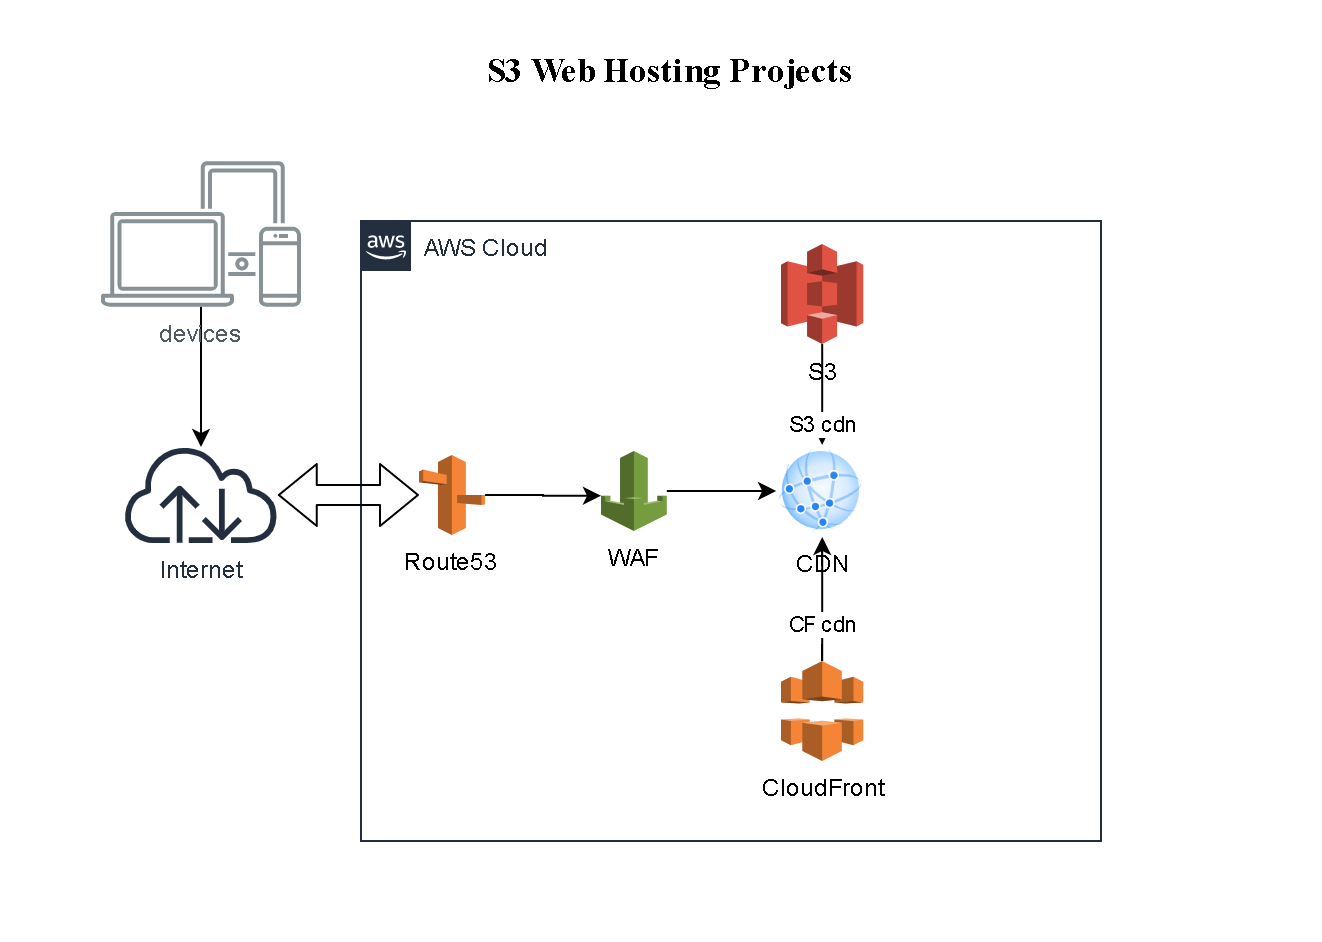 S3 Web Hosting Projects
aws
AWS Cloud
devices
S3
S3 cdn
Internet
Route53
WAF
CDN
CF cdn
CloudFront